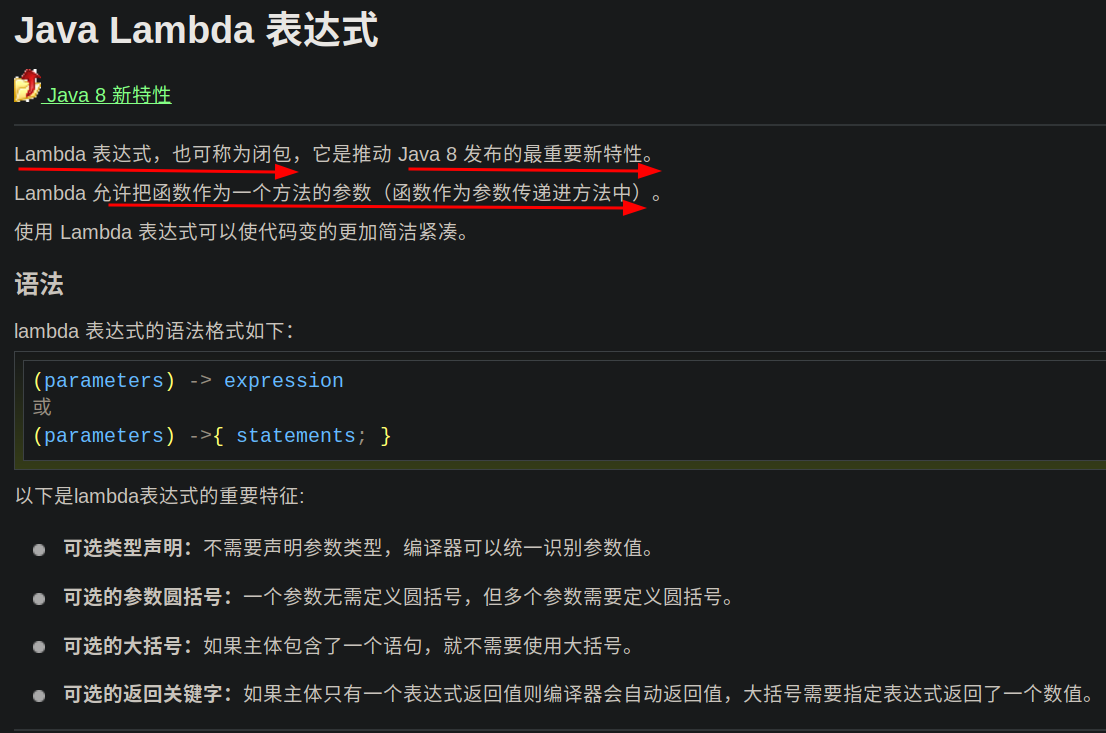 Java Lambda 表达式
Java 8 新特性
Lambda 表达式，也可称为闭包，它是推动 Java 8 发布的最重要新特性。
Lambda 允许把函数作为一个方法的参数（函数作为参数传递进方法中）。
使用 Lambda 表达式可以使代码变的更加简洁紧凑。
语法
lambda 表达式的语法格式如下：
(parameters) -> expression
或
(parameters) ->{ statements; }
以下是lambda表达式的重要特征:
可选类型声明：不需要声明参数类型，编译器可以统一识别参数值。
可选的参数圆括号：一个参数无需定义圆括号，但多个参数需要定义圆括号。
可选的大括号：如果主体包含了一个语句，就不需要使用大括号。
可选的返回关键字：如果主体只有一个表达式返回值则编译器会自动返回值，大括号需要指定表达式返回了一个数值。